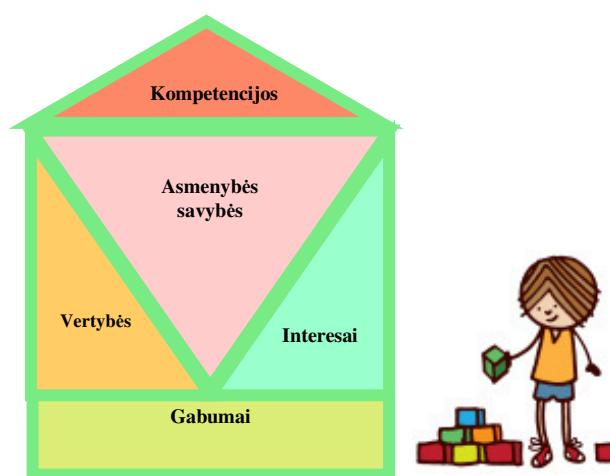 Kompetencijos
Asmenybės
savybės
Vertybės
Interesai
Gabumai